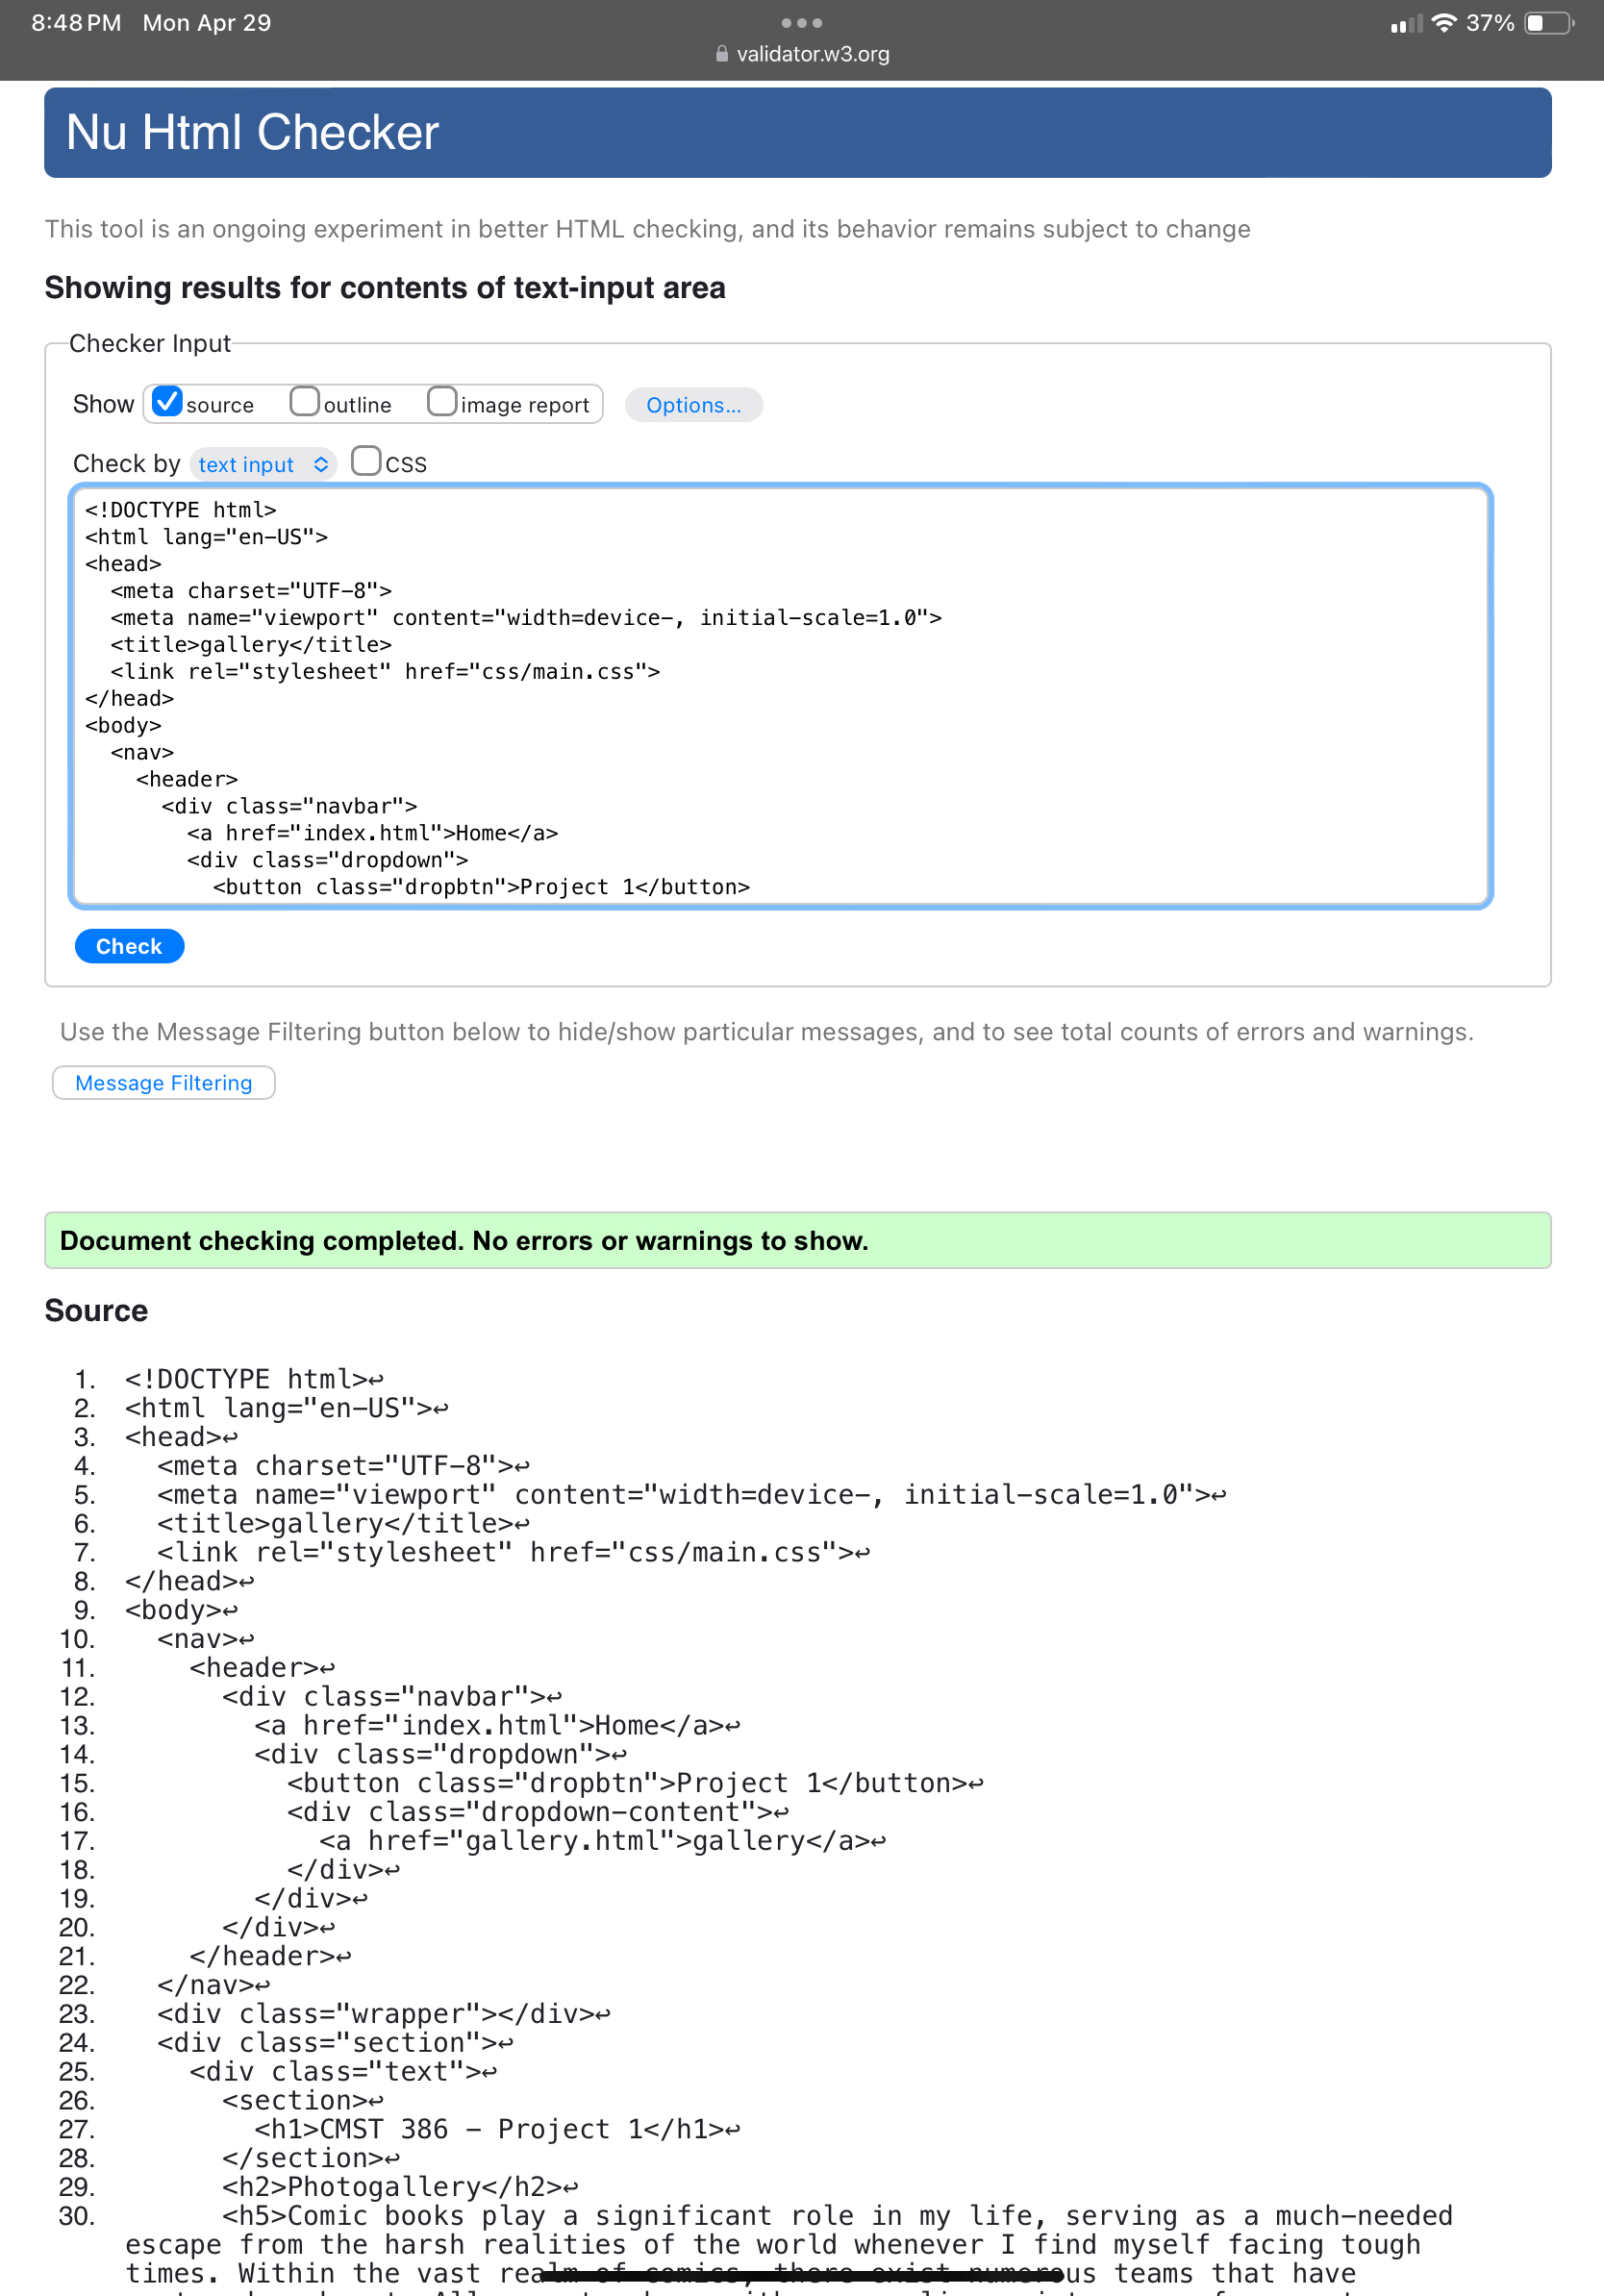 8:48 PM Mon Apr 29
37%
validator.w3.org
Nu Html Checker
This tool is an ongoing experiment in better HTML checking, and its behavior remains subject to change
Showing results for contents of text-input area
Checker Input
Show source outline image report Options...
Check by text input CSS
<!DOCTYPE html>
<html lang="en-US">
<head>
  <meta charset="UTF-8">
  <meta name="viewport" content="width=device-, initial-scale=1.0">
  <title>gallery</title>
  <link rel="stylesheet" href="css/main.css">
</head>
<body>
  <nav>
    <header>
      <div class="navbar">
        <a href="index.html">Home</a>
        <div class="dropdown">
          <button class="dropbtn">Project 1</button>
Check
Use the Message Filtering button below to hide/show particular messages, and to see total counts of errors and warnings.
Message Filtering
Document checking completed. No errors or warnings to show.
Source
1. <!DOCTYPE html>↩
2. <html lang="en-US">↩
3. <head>↩
4.   <meta charset="UTF-8">↩
5.   <meta name="viewport" content="width=device-, initial-scale=1.0">↩
6.   <title>gallery</title>↩
7.   <link rel="stylesheet" href="css/main.css">↩
8. </head>↩
9. <body>↩
10.   <nav>↩
11.     <header>↩
12.       <div class="navbar">↩
13.         <a href="index.html">Home</a>↩
14.         <div class="dropdown">↩
15.           <button class="dropbtn">Project 1</button>↩
16.           <div class="dropdown-content">↩
17.             <a href="gallery.html">gallery</a>↩
18.           </div>↩
19.         </div>↩
20.       </div>↩
21.     </header>↩
22.   </nav>↩
23.   <div class="wrapper"></div>↩
24.   <div class="section">↩
25.     <div class="text">↩
26.       <section>↩
27.         <h1>CMST 386 - Project 1</h1>↩
28.       </section>↩
29.       <h2>Photogallery</h2>↩
30.       <h5>Comic books play a significant role in my life, serving as a much-needed
escape from the harsh realities of the world whenever I find myself facing tough
times. Within the vast realm of comics, there exist numerous teams that have